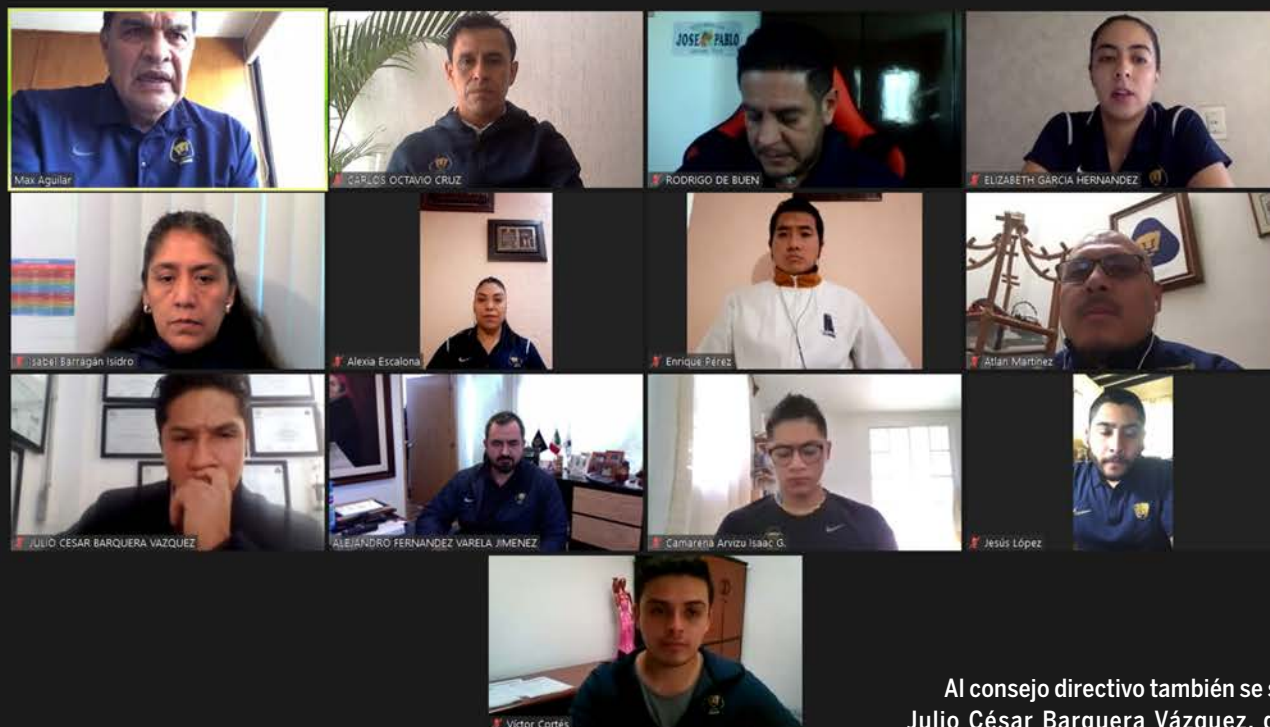 JOSE PABLO
Max Aguilar
CARLOS OCTAVIO CRUZ
RODRIGO DE BUEN
ELIZABETH GARCIA HERNANDEZ
Isabel Barragán Isidro
Alexia Escalona
Enrique Pérez
Atlan Martínez
JULIO CESAR BARQUERA VAZQUEZ
ALEJANDRO FERNANDEZ VARELA JIMENEZ
Camarena Arvizu Isaac G.
Jesús López
Víctor Cortés
Al consejo directivo también se s
Julio César Barquera Vázquez,